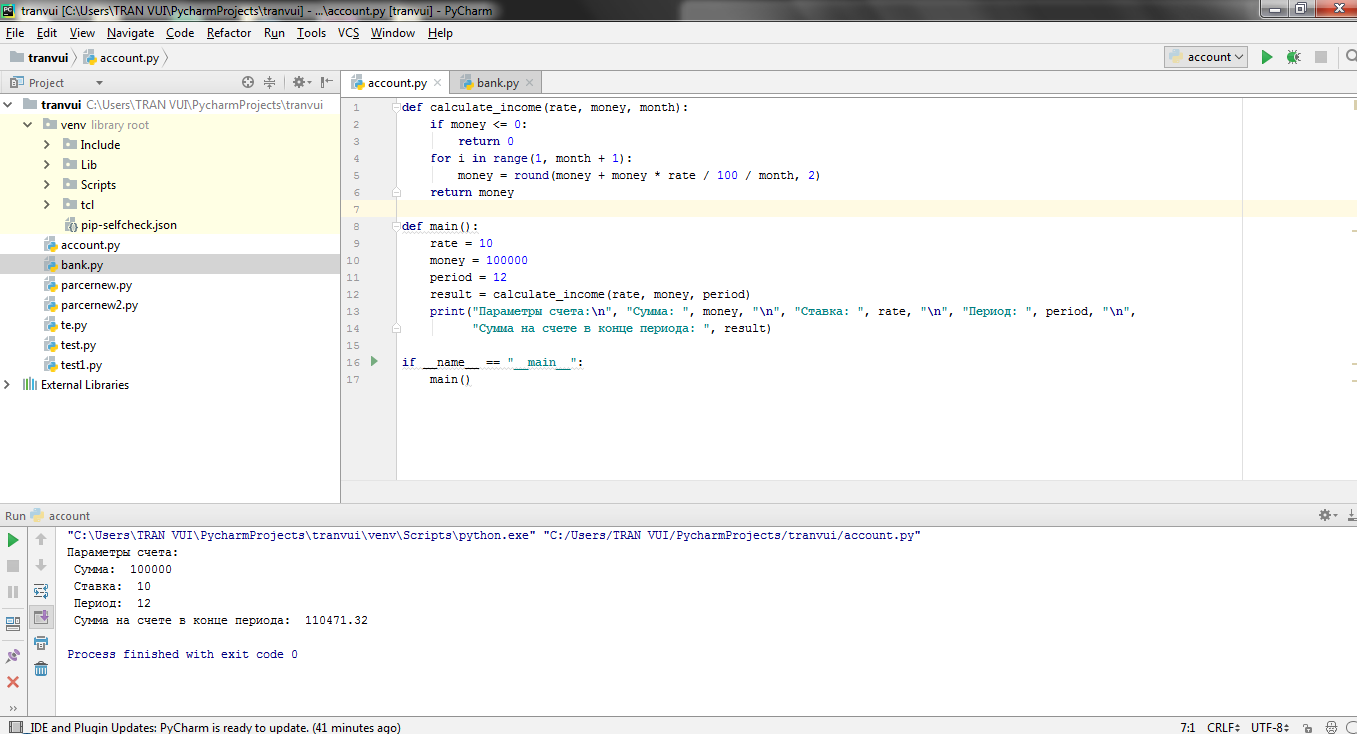 tranvui [C:\Users\TRAN VUI\PycharmProjects\tranvui] - ...\account.py [tranvui] - PyCharm
File Edit View Navigate Code Refactor Run Tools VCS Window Help
tranvui account.py account
Project account.py bank.py
tranvui C:\Users\TRAN VUI\PycharmProjects\tranvui
venv library root
Include
Lib
Scripts
tcl
pip-selfcheck.json
account.py
bank.py
parcernew.py
parcernew2.py
te.py
test.py
test1.py
External Libraries
1 def calculate_income(rate, money, month):
2     if money <= 0:
3         return 0
4     for i in range(1, month + 1):
5         money = round(money + money * rate / 100 / month, 2)
6     return money
7
8 def main():
9     rate = 10
10     money = 100000
11     period = 12
12     result = calculate_income(rate, money, period)
13     print("Параметры счета:\n", "Сумма: ", money, "\n", "Ставка: ", rate, "\n", "Период: ", period, "\n",
14           "Сумма на счете в конце периода: ", result)
15
16 if __name__ == "__main__":
17     main()
Run account
"C:\Users\TRAN VUI\PycharmProjects\tranvui\venv\Scripts\python.exe" "C:/Users/TRAN VUI/PycharmProjects/tranvui/account.py"
Параметры счета:
 Сумма:  100000
 Ставка:  10
 Период:  12
 Сумма на счете в конце периода:  110471.32
Process finished with exit code 0
IDE and Plugin Updates: PyCharm is ready to update. (41 minutes ago) 7:1 CRLF UTF-8